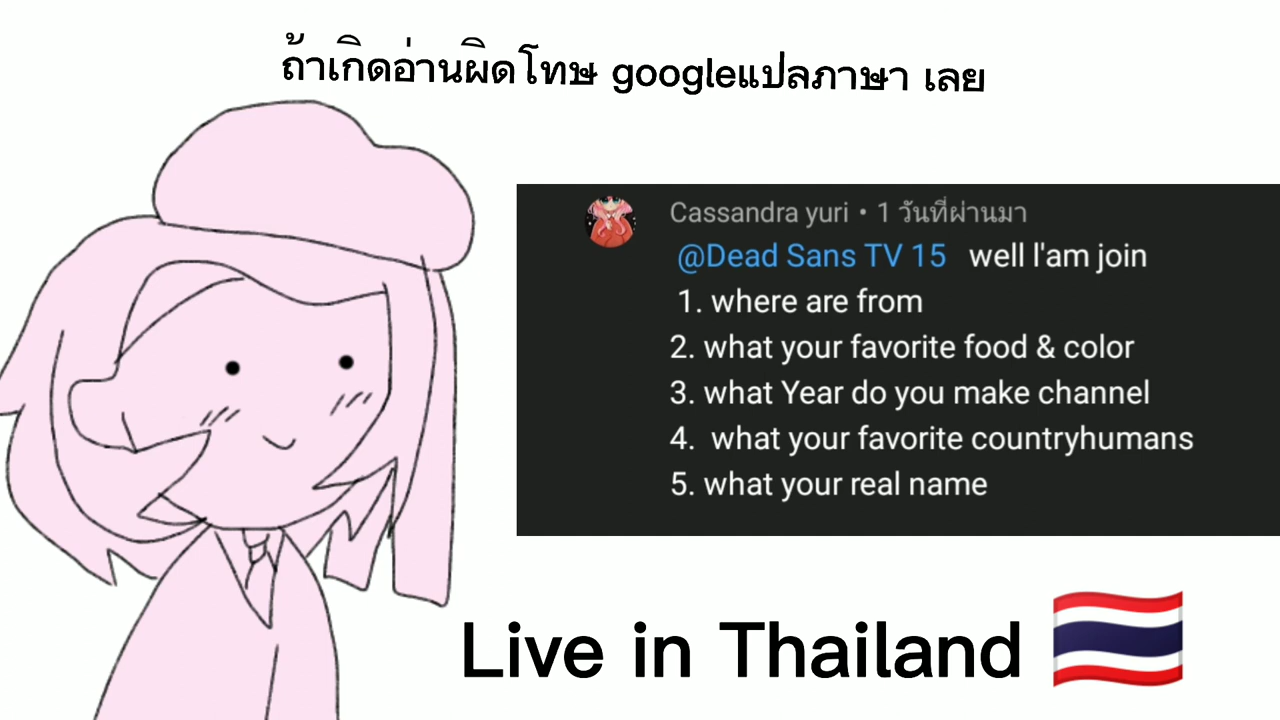 ถ้าเกิดอ่านผิดโทษ googleแปลภาษา เลย
Cassandra yuri • 1 วันที่ผ่านมา
@Dead Sans TV 15 well l'am join
1. where are from
2. what your favorite food & color
3. what Year do you make channel
4. what your favorite countryhumans
5. what your real name
Live in Thailand